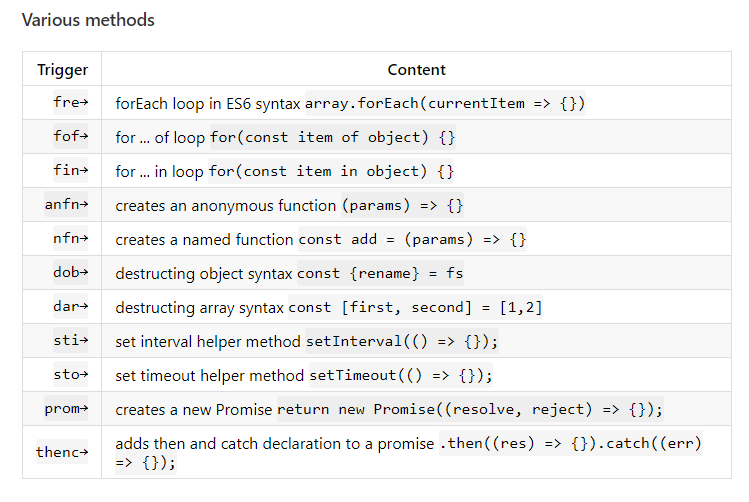 Various methods
Trigger Content
fre→ forEach loop in ES6 syntax array.forEach(currentItem => {})
fof→ for ... of loop for(const item of object) {}
fin→ for ... in loop for(const item in object) {}
anfn→ creates an anonymous function (params) => {}
nfn→ creates a named function const add = (params) => {}
dob→ destructing object syntax const {rename} = fs
dar→ destructing array syntax const [first, second] = [1,2]
sti→ set interval helper method setInterval(() => {});
sto→ set timeout helper method setTimeout(() => {});
prom→ creates a new Promise return new Promise((resolve, reject) => {});
thenc→ adds then and catch declaration to a promise .then((res) => {}).catch((err)
=> {});